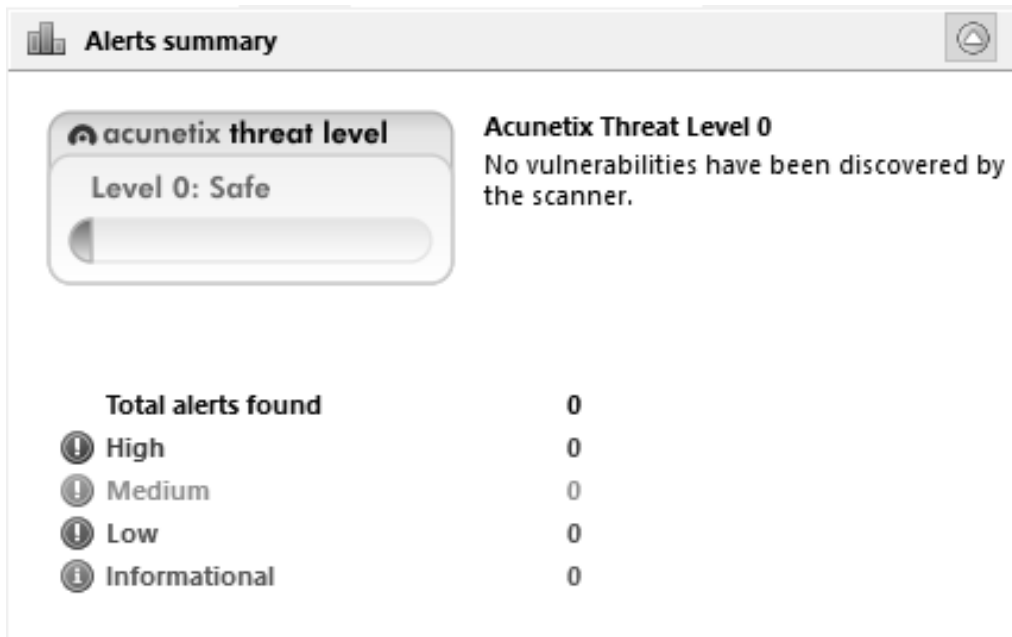 Alerts summary
acunetix threat level
Level 0: Safe
Acunetix Threat Level 0
No vulnerabilities have been discovered by
the scanner.
Total alerts found 0
High 0
Medium 0
Low 0
Informational 0